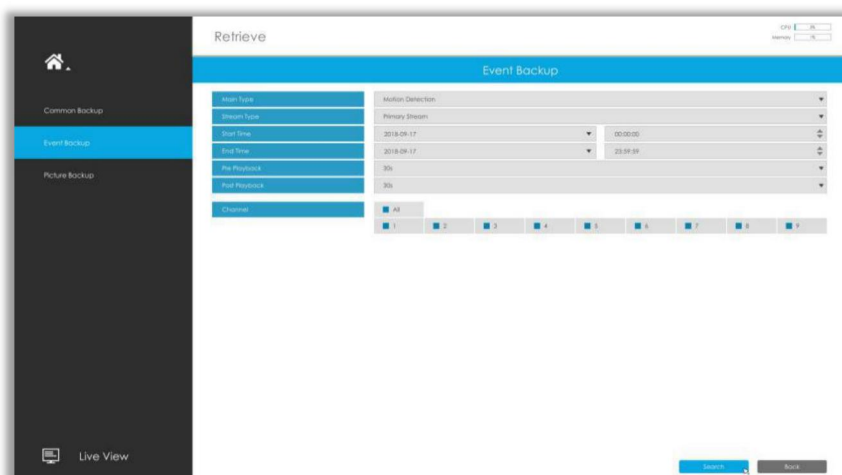 Retrieve
CPU
Memory
Event Backup
Common Backup
Event Backup
Picture Backup
Main Type Motion Detection
Stream Type Primary Stream
Start Time 2018-09-17 00:00:00
End Time 2018-09-17 23:59:59
Pre Playback 30s
Post Playback 30s
Channel All
1 2 3 4 5 6 7 8 9
Live View
Search Back